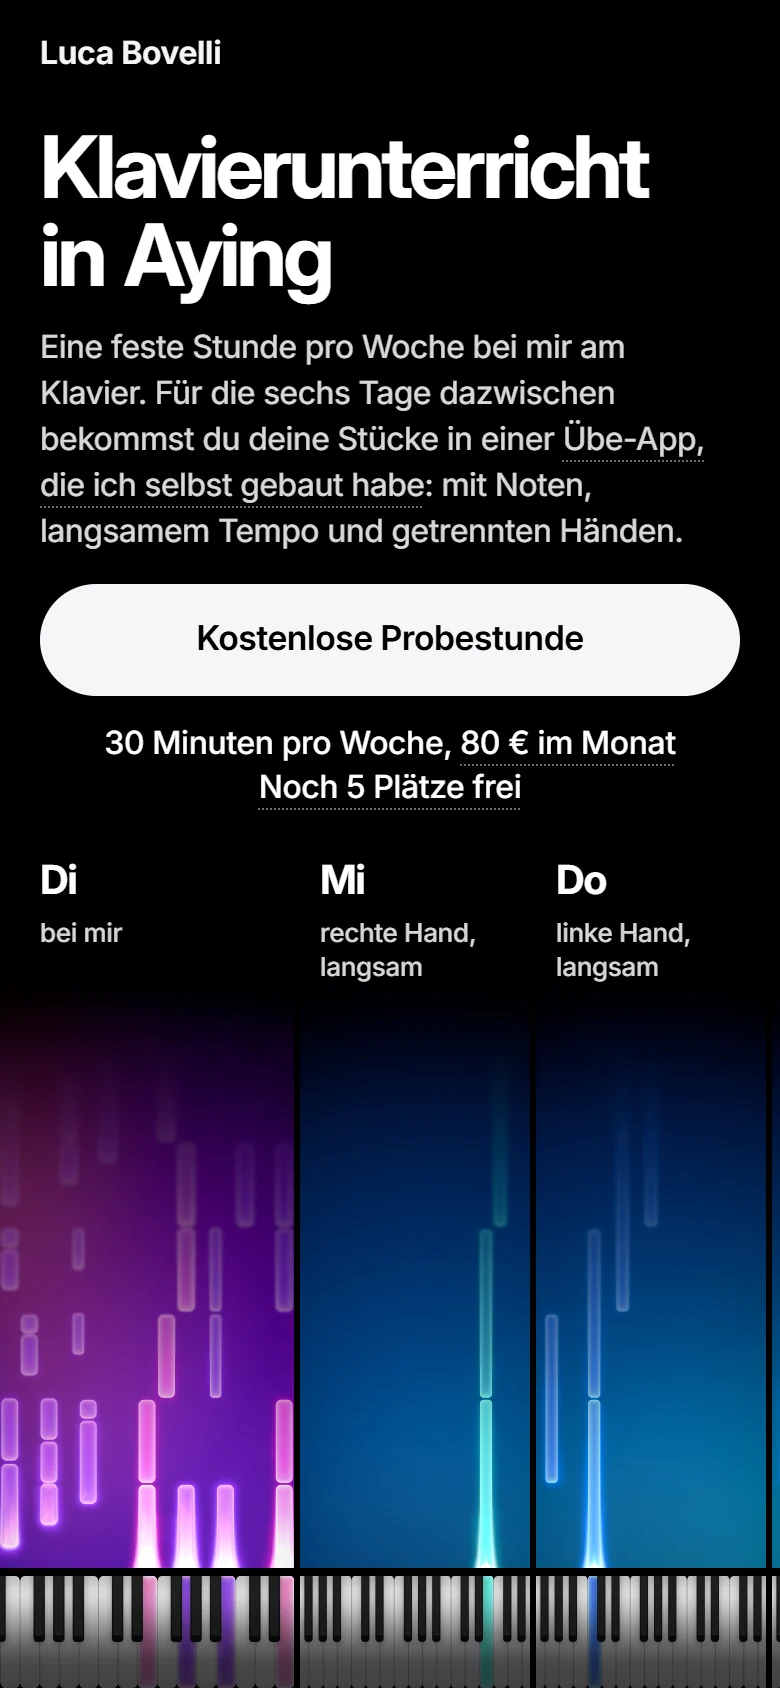 Luca Bovelli
Klavierunterricht
in Aying
Eine feste Stunde pro Woche bei mir am
Klavier. Für die sechs Tage dazwischen
bekommst du deine Stücke in einer Übe-App,
die ich selbst gebaut habe: mit Noten,
langsamem Tempo und getrennten Händen.
Kostenlose Probestunde
30 Minuten pro Woche, 80 € im Monat
Noch 5 Plätze frei
Di
bei mir
Mi
rechte Hand,
langsam
Do
linke Hand,
langsam